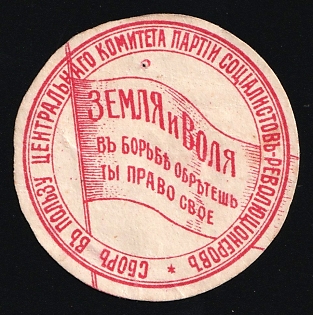 СБОРЪ ВЪ ПОЛЬЗУ ЦЕНТРАЛЬНАГО КОМИТЕТА ПАРТІИ СОЦІАЛИСТОВЪ-РЕВОЛЮЦІОНЕРОВЪ *
ЗЕМЛЯ и ВОЛЯ
ВЪ БОРЬБѢ ОБРѢТЕШЬ
ТЫ ПРАВО СВОЕ